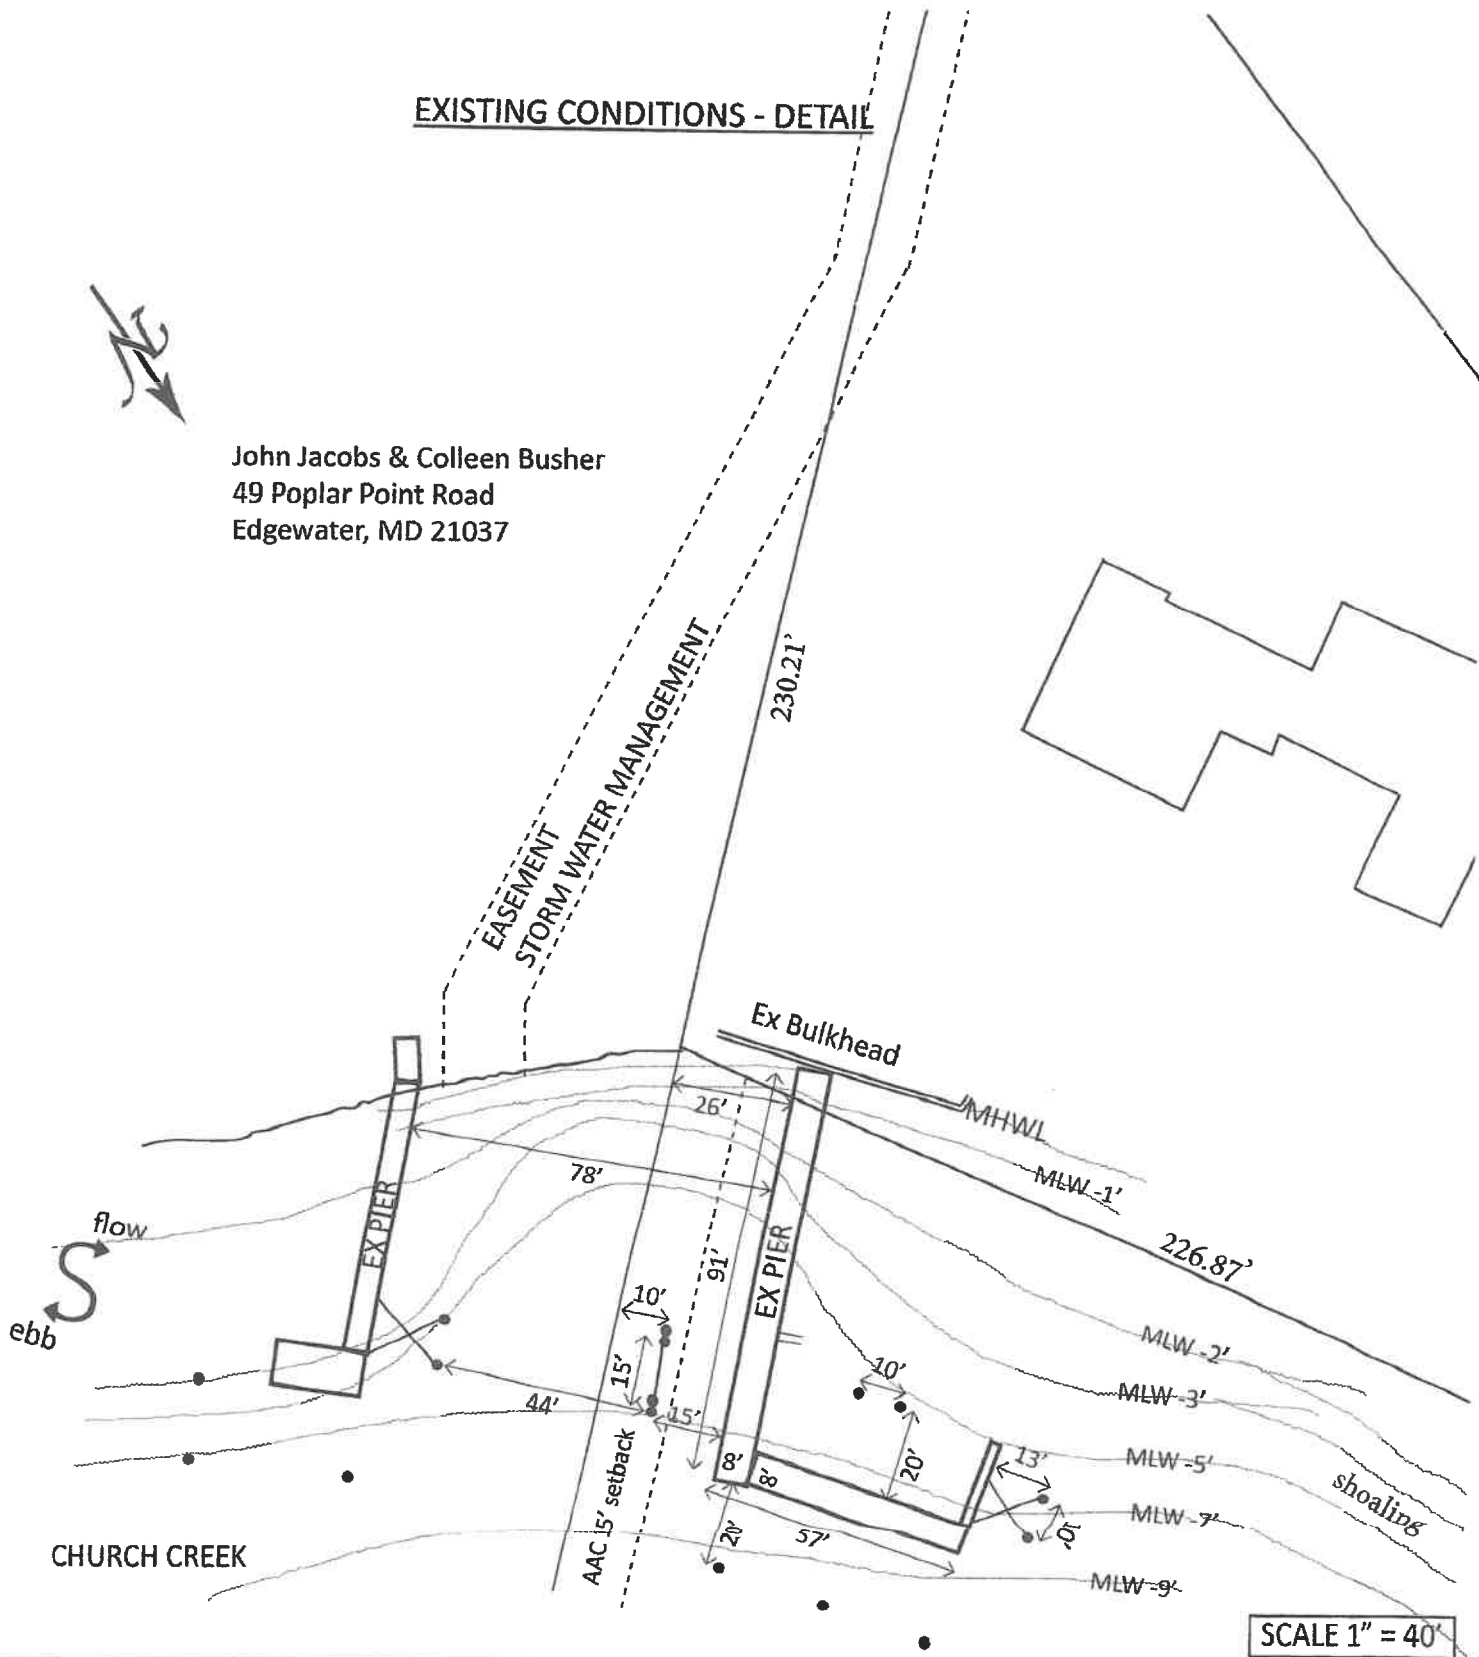 EXISTING CONDITIONS - DETAIL
N
John Jacobs & Colleen Busher
49 Poplar Point Road
Edgewater, MD 21037
230.21'
EASEMENT
STORM WATER MANAGEMENT
Ex Bulkhead
MHWL
26'
78'
MLW -1'
EX PIER
flow
ebb
91'
EX PIER
226.87'
10'
15'
MLW -2'
10'
MLW -3'
44'
15'
8'
8'
20'
13'
MLW -5'
shoaling
AAC 15' setback
20'
57'
10'
MLW -7'
CHURCH CREEK
MLW -9'
SCALE 1" = 40'